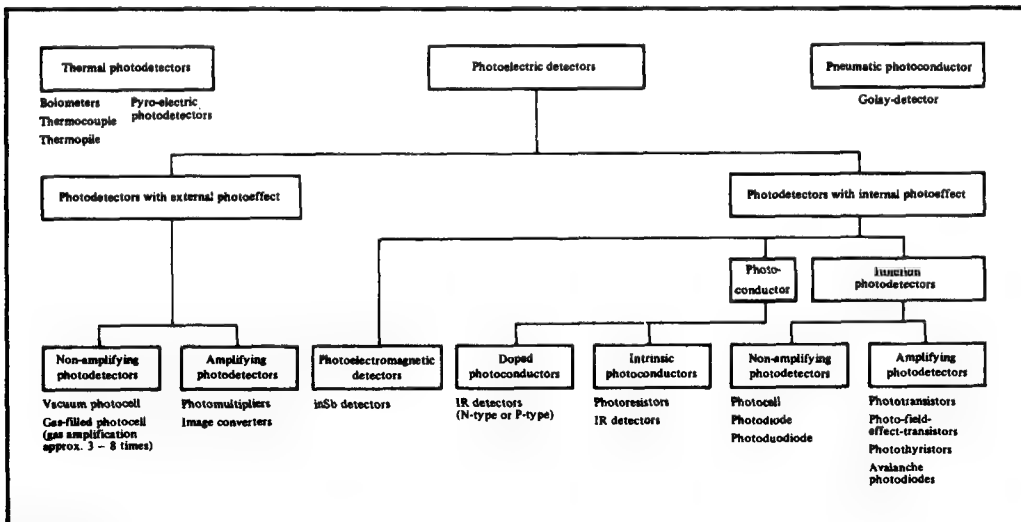 Thermal photodetectors
Bolometers
Thermocouple
Thermopile
Pyro-electric
photodetectors
Photoelectric detectors
Pneumatic photoconductor
Golay-detector
Photodetectors with external photoeffect
Photodetectors with internal photoeffect
Photo-
conductor
Junction
photodetectors
Non-amplifying
photodetectors
Vacuum photocell
Gas-filled photocell
(gas amplification
approx. 3 – 8 times)
Amplifying
photodetectors
Photomultipliers
Image converters
Photoelectromagnetic
detectors
inSb detectors
Doped
photoconductors
IR detectors
(N-type or P-type)
Intrinsic
photoconductors
Photoresistors
IR detectors
Non-amplifying
photodetectors
Photocell
Photodiode
Photoduodiode
Amplifying
photodetectors
Phototransistors
Photo-field-
effect-transistors
Photothyristors
Avalanche
photodiodes